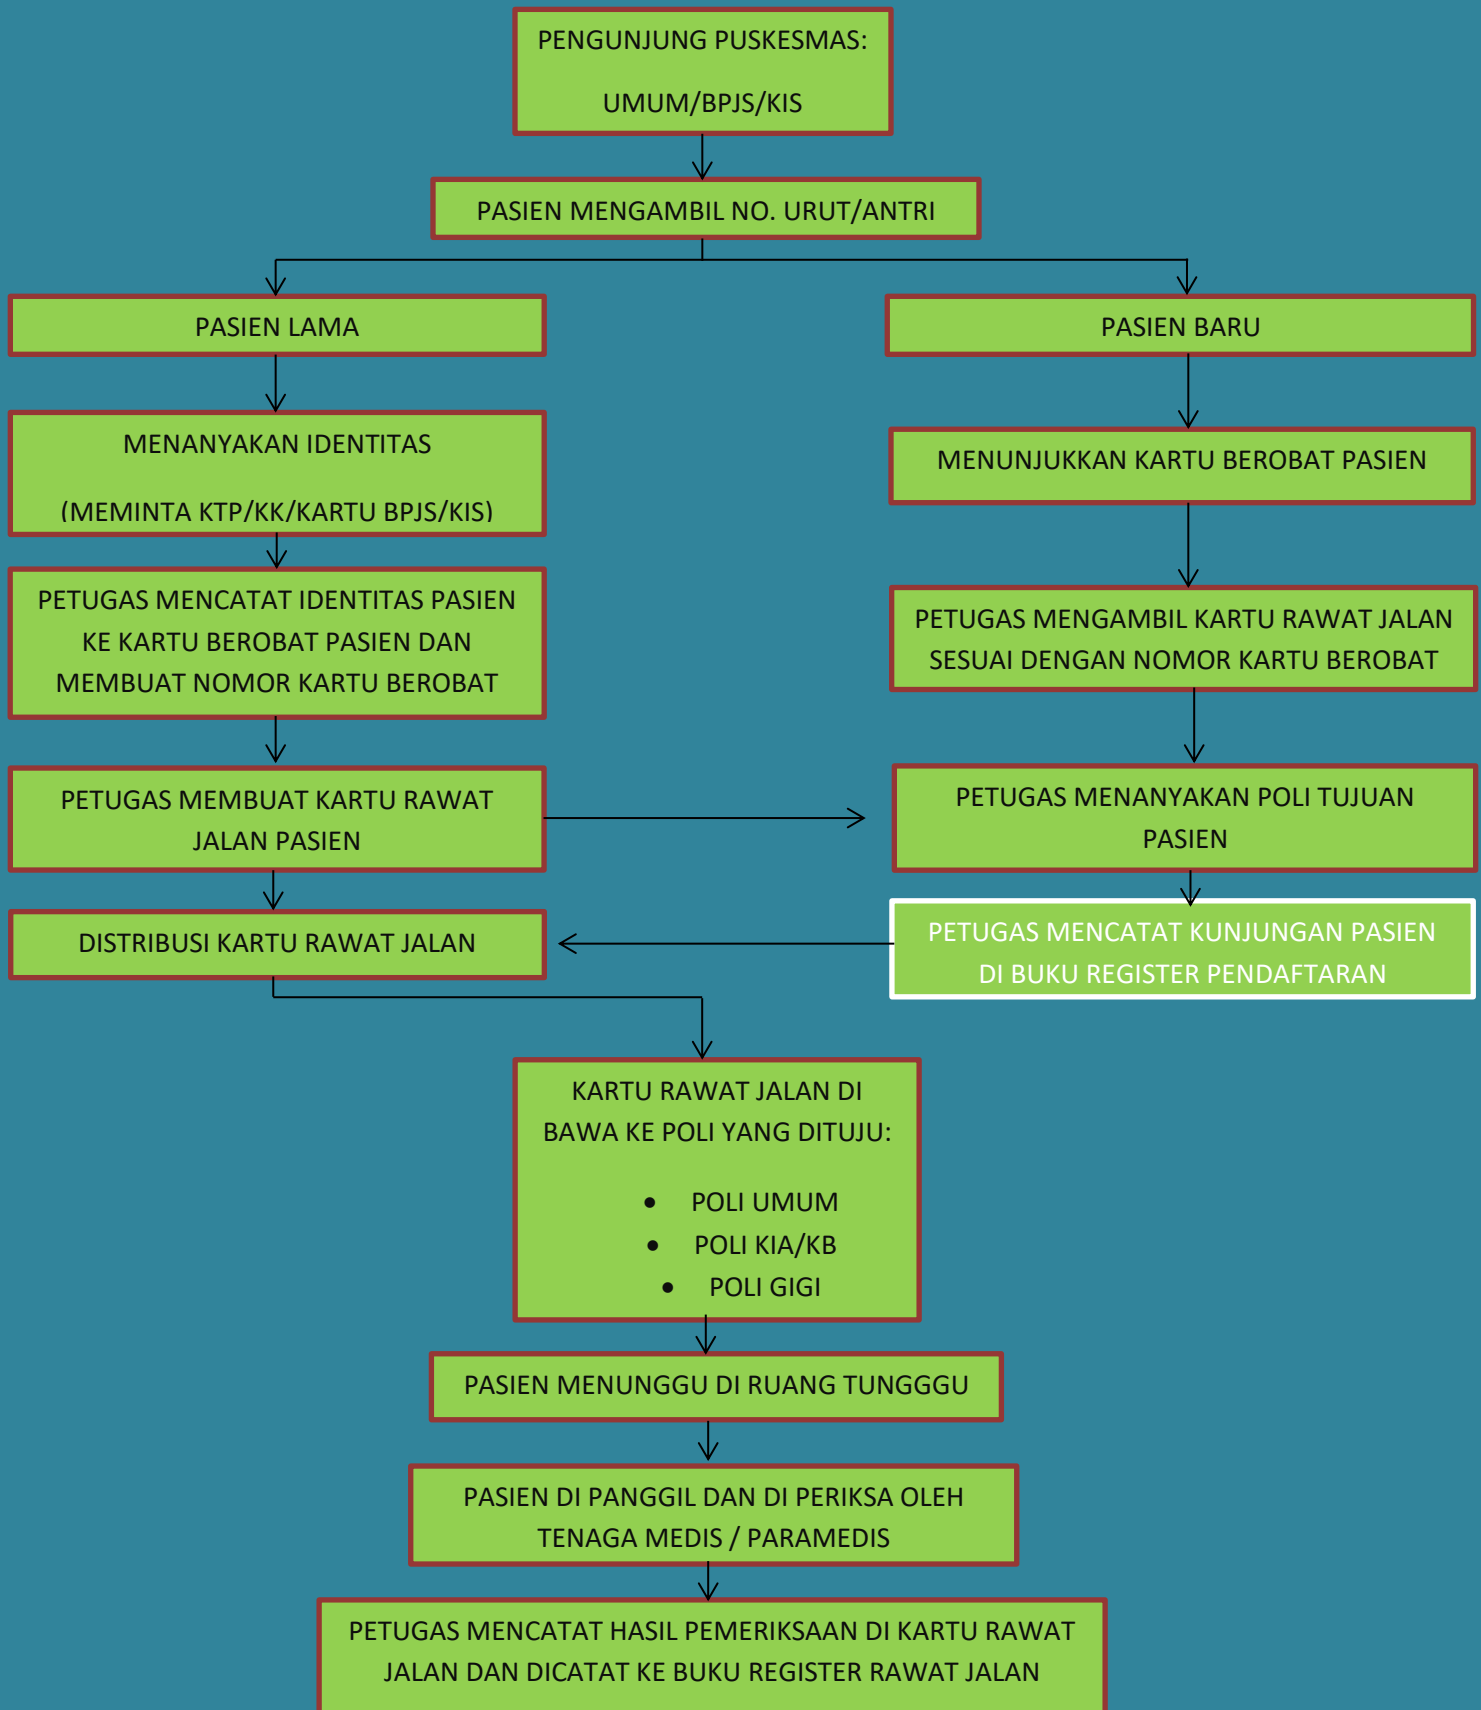 PENGUNJUNG PUSKESMAS:
UMUM/BPJS/KIS
PASIEN MENGAMBIL NO. URUT/ANTRI
PASIEN LAMA
PASIEN BARU
MENANYAKAN IDENTITAS
(MEMINTA KTP/KK/KARTU BPJS/KIS)
MENUNJUKKAN KARTU BEROBAT PASIEN
PETUGAS MENCATAT IDENTITAS PASIEN
KE KARTU BEROBAT PASIEN DAN
MEMBUAT NOMOR KARTU BEROBAT
PETUGAS MENGAMBIL KARTU RAWAT JALAN
SESUAI DENGAN NOMOR KARTU BEROBAT
PETUGAS MEMBUAT KARTU RAWAT
JALAN PASIEN
PETUGAS MENANYAKAN POLI TUJUAN
PASIEN
DISTRIBUSI KARTU RAWAT JALAN
PETUGAS MENCATAT KUNJUNGAN PASIEN
DI BUKU REGISTER PENDAFTARAN
KARTU RAWAT JALAN DI
BAWA KE POLI YANG DITUJU:
• POLI UMUM
• POLI KIA/KB
• POLI GIGI
PASIEN MENUNGGU DI RUANG TUNGGGU
PASIEN DI PANGGIL DAN DI PERIKSA OLEH
TENAGA MEDIS / PARAMEDIS
PETUGAS MENCATAT HASIL PEMERIKSAAN DI KARTU RAWAT
JALAN DAN DICATAT KE BUKU REGISTER RAWAT JALAN